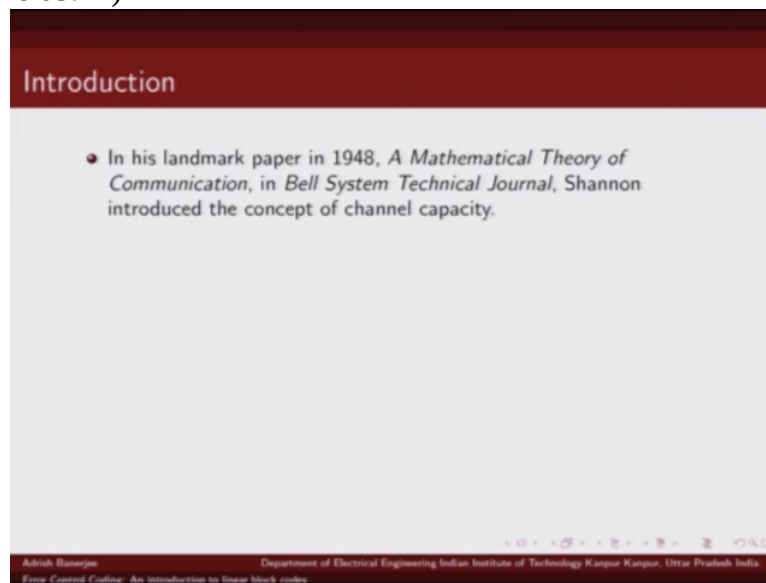 Introduction
In his landmark paper in 1948, A Mathematical Theory of
Communication, in Bell System Technical Journal, Shannon
introduced the concept of channel capacity.
Adrish Banerjee Department of Electrical Engineering Indian Institute of Technology Kanpur Kanpur, Uttar Pradesh India
Error Control Coding: An introduction to linear block codes